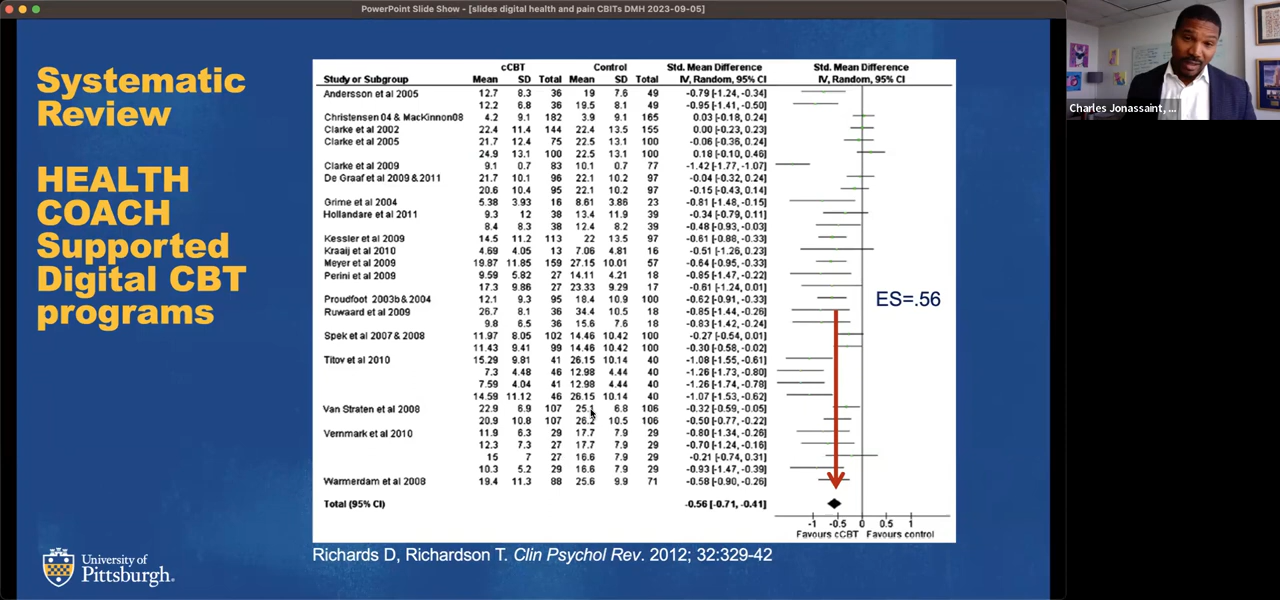 PowerPoint Slide Show - [slides digital health and pain CBITs DMH 2023-09-05]
Systematic
Review
HEALTH
COACH
Supported
Digital CBT
programs
cCBT Control Std. Mean Difference Std. Mean Difference
Study or Subgroup Mean SD Total Mean SD Total IV, Random, 95% CI IV, Random, 95% CI
Andersson et al 2005 12.7 8.3 36 19 7.6 49 -0.79 [-1.24, -0.34]
12.2 6.8 36 19.5 8.1 49 -0.95 [-1.41, -0.50]
Christensen 04 & MacKinnon08 4.2 9.1 182 3.9 9.1 165 0.03 [-0.18, 0.24]
Clarke et al 2002 22.4 11.4 144 22.4 13.5 155 0.00 [-0.23, 0.23]
Clarke et al 2005 21.7 12.4 75 22.5 13.1 100 -0.06 [-0.36, 0.24]
24.9 13.1 100 22.5 13.1 100 0.18 [-0.10, 0.46]
Clarke et al 2009 9.1 0.7 83 10.1 0.7 77 -1.42 [-1.77, -1.07]
De Graaf et al 2009 & 2011 21.7 10.1 96 22.1 10.2 97 -0.04 [-0.32, 0.24]
20.6 10.4 95 22.1 10.2 97 -0.15 [-0.43, 0.14]
Grime et al 2004 5.38 3.93 16 8.61 3.86 23 -0.81 [-1.48, -0.15]
Hollandare et al 2011 9.3 12 38 13.4 11.9 39 -0.34 [-0.79, 0.11]
8.4 8.3 38 12.4 8.2 39 -0.48 [-0.93, -0.03]
Kessler et al 2009 14.5 11.2 113 22 13.5 97 -0.61 [-0.88, -0.33]
Kraaij et al 2010 4.69 4.05 13 7.06 4.81 16 -0.51 [-1.26, 0.23]
Meyer et al 2009 19.87 11.85 159 27.15 10.01 57 -0.64 [-0.95, -0.33]
Perini et al 2009 9.59 5.82 27 14.11 4.21 18 -0.85 [-1.47, -0.22]
17.3 9.86 27 23.33 9.29 17 -0.61 [-1.24, 0.01]
Proudfoot 2003b & 2004 12.1 9.3 95 18.4 10.9 100 -0.62 [-0.91, -0.33]
Ruwaard et al 2009 26.7 8.1 36 34.4 10.5 18 -0.85 [-1.44, -0.26]
9.8 6.5 36 15.6 7.6 18 -0.83 [-1.42, -0.24]
Spek et al 2007 & 2008 11.97 8.05 102 14.46 10.42 100 -0.27 [-0.54, 0.01]
11.43 9.41 99 14.46 10.42 100 -0.30 [-0.58, -0.02]
Titov et al 2010 15.29 9.81 41 26.15 10.14 40 -1.08 [-1.55, -0.61]
7.3 4.48 46 12.98 4.44 40 -1.26 [-1.73, -0.80]
7.59 4.04 41 12.98 4.44 40 -1.26 [-1.74, -0.78]
14.59 11.12 46 26.15 10.14 40 -1.07 [-1.53, -0.62]
Van Straten et al 2008 22.9 6.9 107 25.1 6.8 106 -0.32 [-0.59, -0.05]
20.9 10.8 107 26.2 10.5 106 -0.50 [-0.77, -0.22]
Vernmark et al 2010 11.9 6.3 29 17.7 7.9 29 -0.80 [-1.34, -0.26]
12.3 7.3 27 17.7 7.9 29 -0.70 [-1.24, -0.16]
15 7 27 16.6 7.9 29 -0.21 [-0.74, 0.31]
10.3 5.2 29 16.6 7.9 29 -0.93 [-1.47, -0.39]
Warmerdam et al 2008 19.4 11.3 88 25.6 9.9 71 -0.58 [-0.90, -0.26]
Total (95% CI) -0.56 [-0.71, -0.41]
-1 -0.5 0 0.5 1
Favours cCBT Favours control
ES=.56
Richards D, Richardson T. Clin Psychol Rev. 2012; 32:329-42
University of
Pittsburgh.
Charles Jonassaint, ...